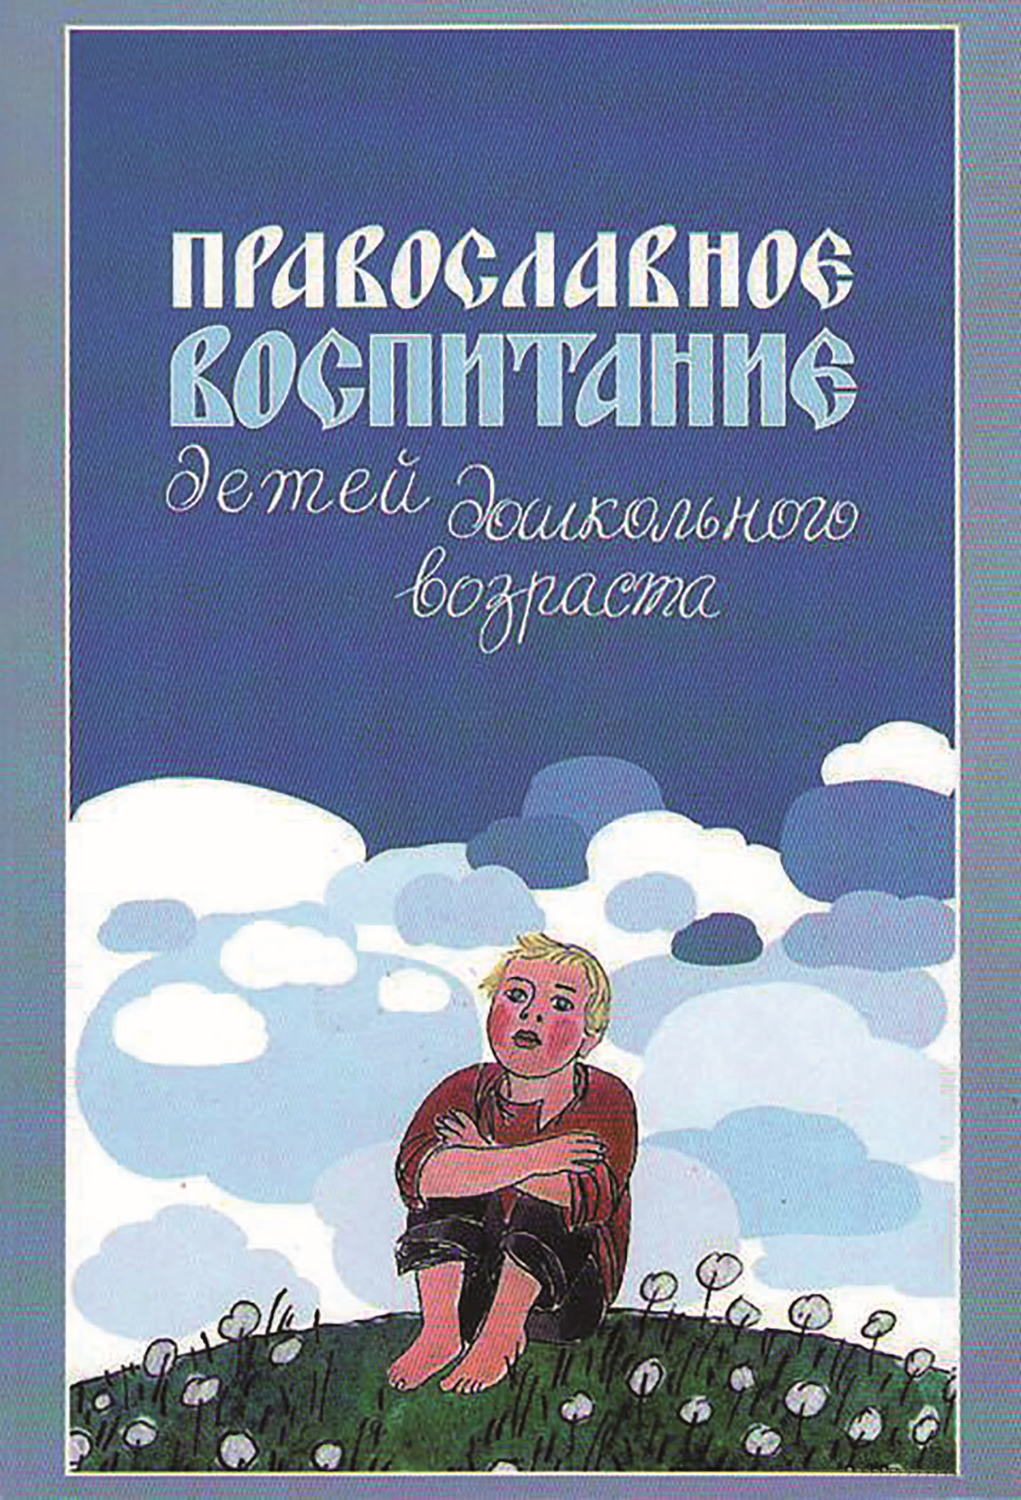 ПРАВОСЛАВНОЕ
ВОСПИТАНИЕ
детей дошкольного
возраста